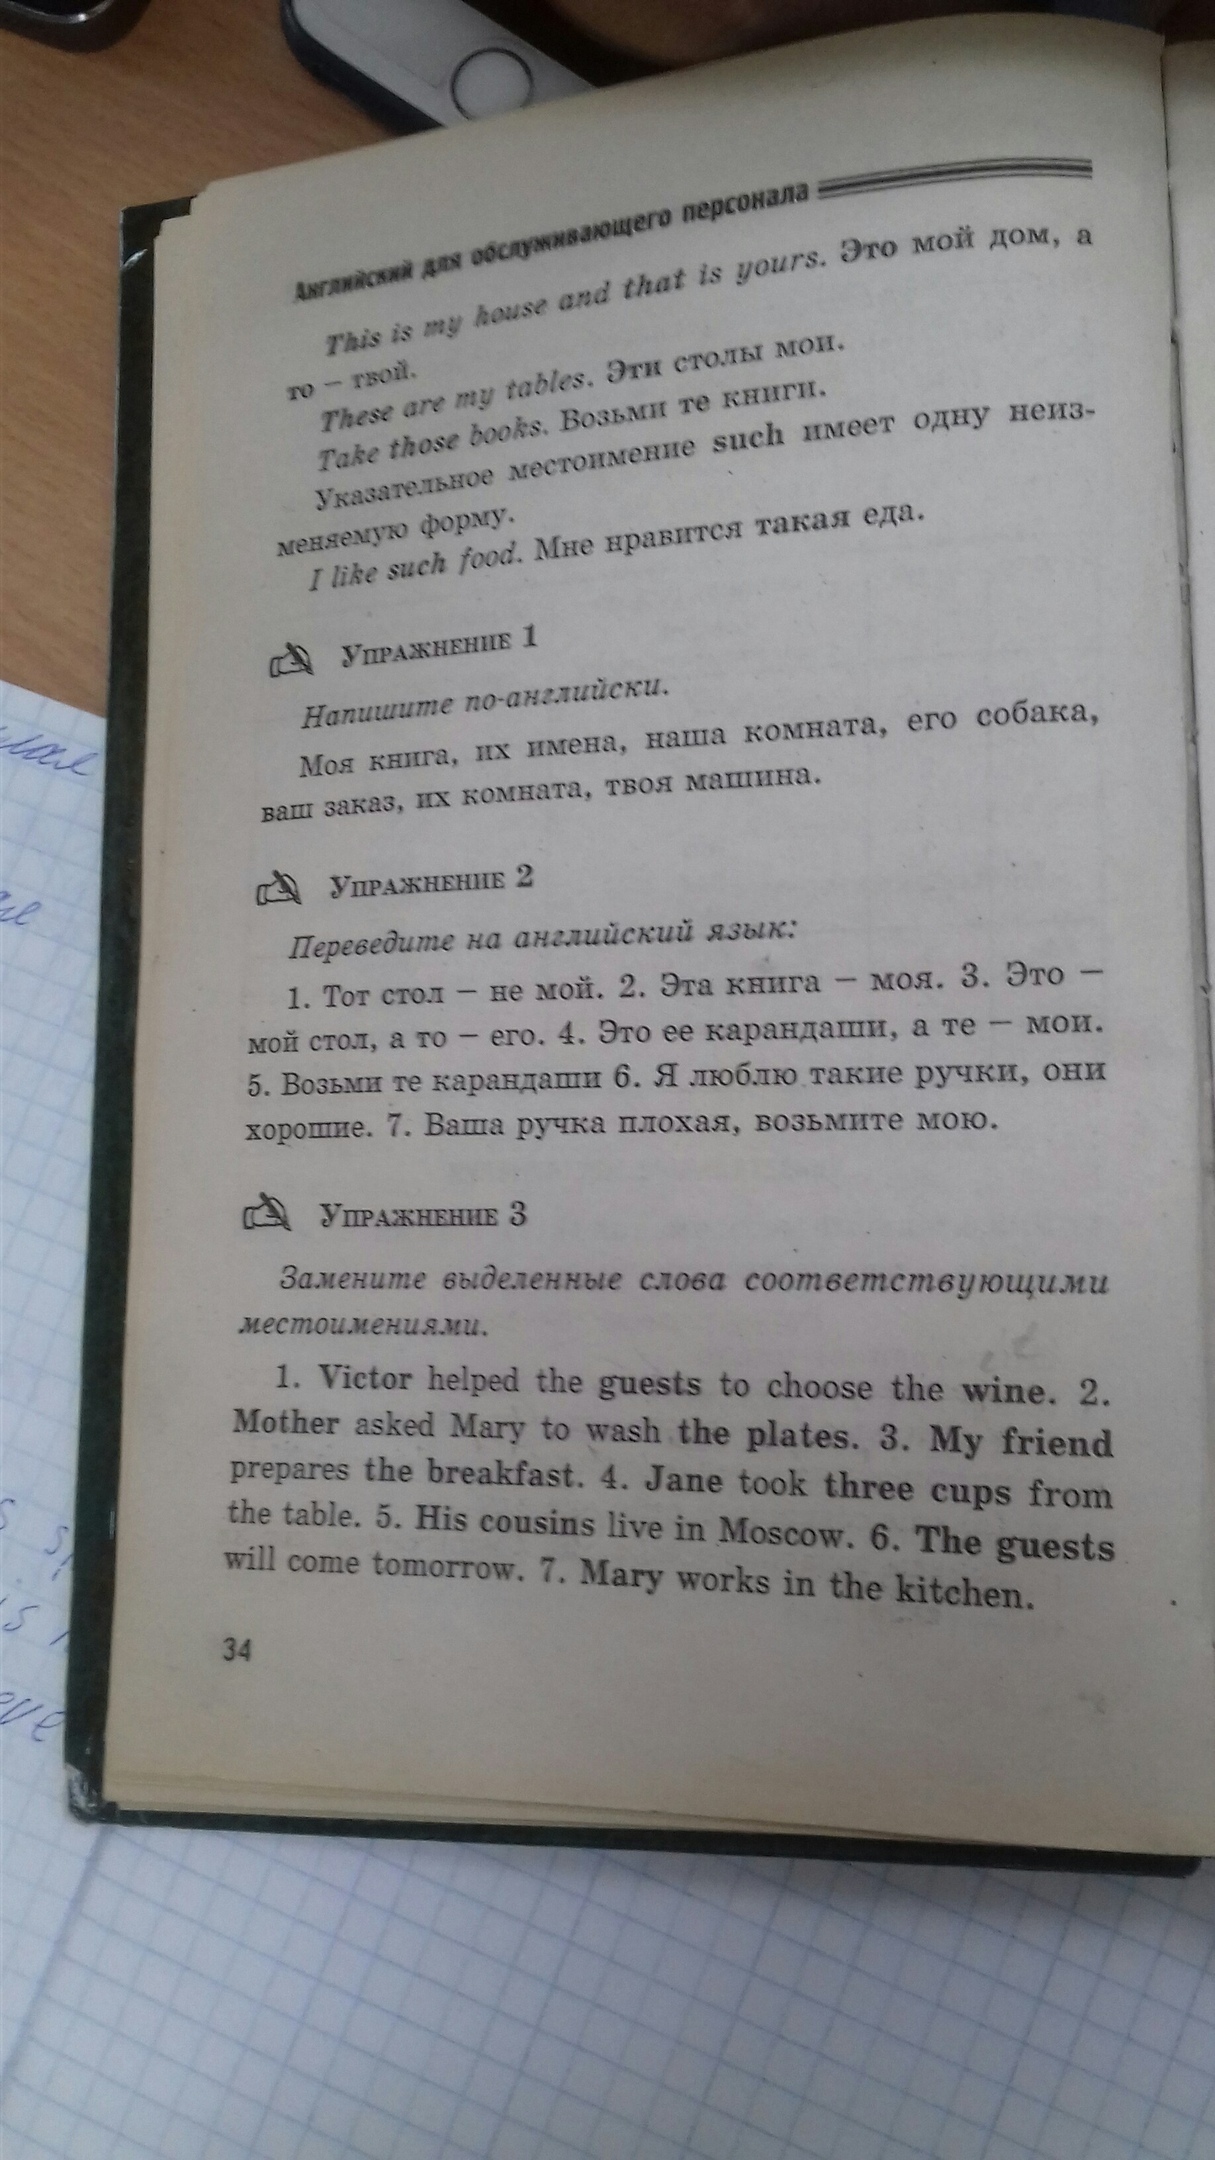 Английский для обслуживающего персонала
This is my house and that is yours. Это мой дом, а
то – твой.
These are my tables. Эти столы мои.
Take those books. Возьми те книги.
Указательное местоимение such имеет одну неиз-
меняемую форму.
I like such food. Мне нравится такая еда.
Упражнение 1
Напишите по-английски.
Моя книга, их имена, наша комната, его собака,
ваш заказ, их комната, твоя машина.
Упражнение 2
Переведите на английский язык:
1. Тот стол – не мой. 2. Эта книга – моя. 3. Это –
мой стол, а то – его. 4. Это ее карандаши, а те – мои.
5. Возьми те карандаши 6. Я люблю такие ручки, они
хорошие. 7. Ваша ручка плохая, возьмите мою.
Упражнение 3
Замените выделенные слова соответствующими
местоимениями.
1. Victor helped the guests to choose the wine. 2.
Mother asked Mary to wash the plates. 3. My friend
prepares the breakfast. 4. Jane took three cups from
the table. 5. His cousins live in Moscow. 6. The guests
will come tomorrow. 7. Mary works in the kitchen.
34